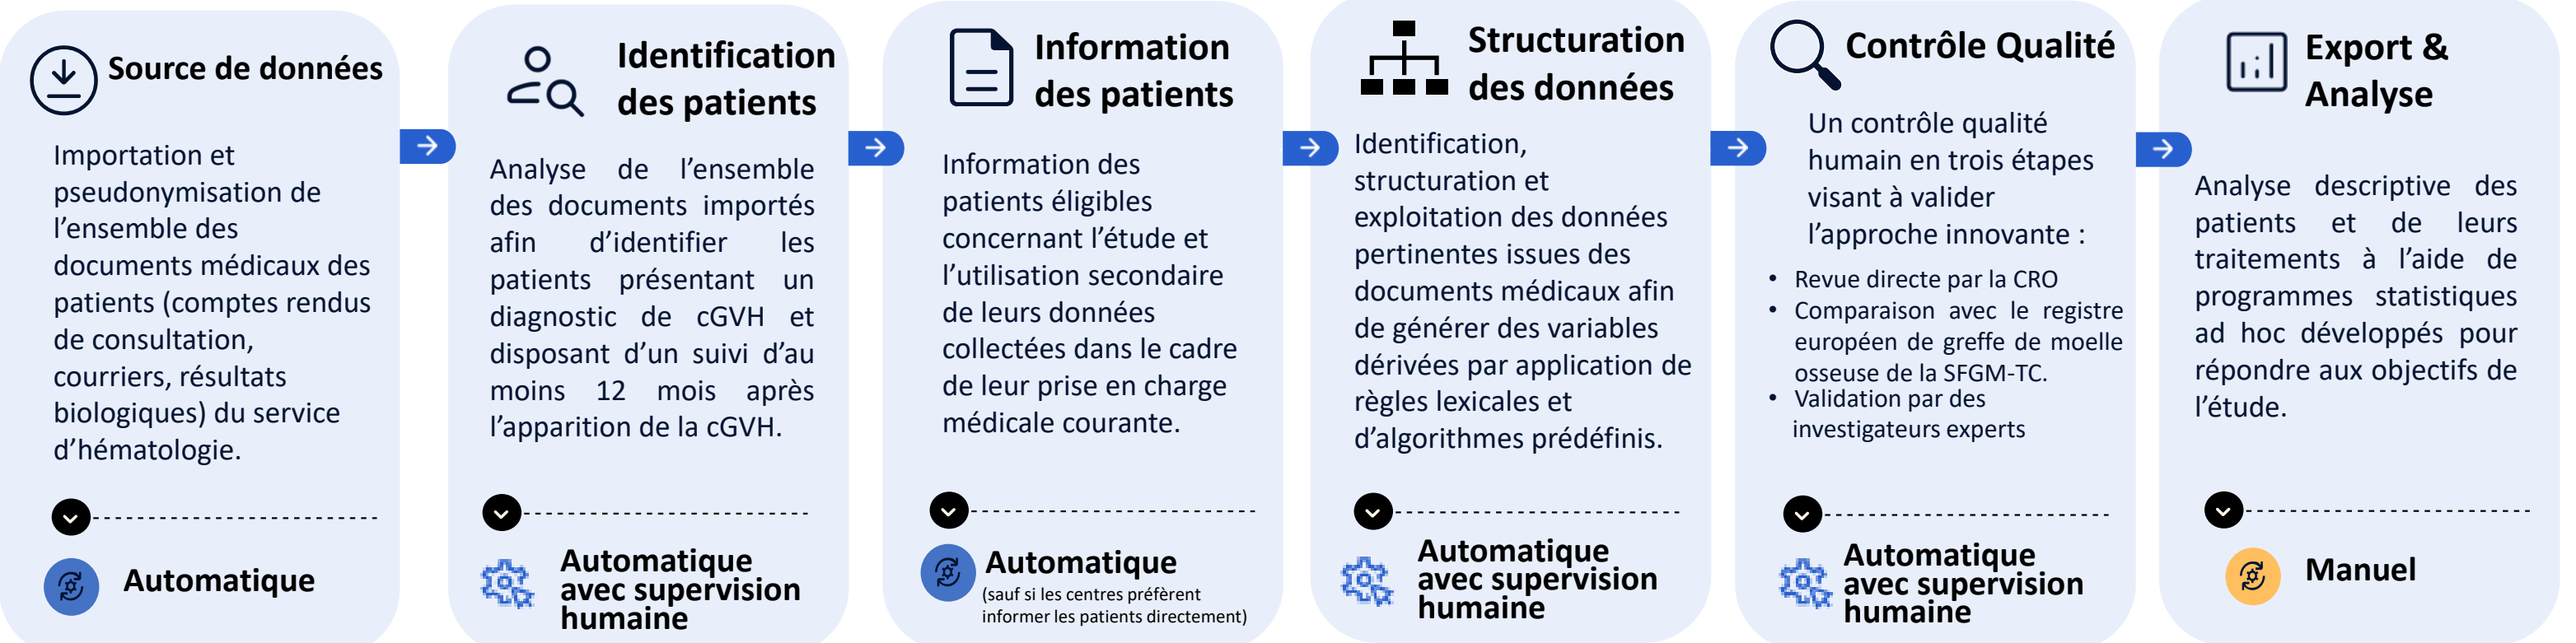 Source de données
Importation et
pseudonymisation de
l’ensemble des
documents médicaux des
patients (comptes rendus
de consultation,
courriers, résultats
biologiques) du service
d’hématologie.
Automatique
Identification
des patients
Analyse de l’ensemble
des documents importés
afin d’identifier les
patients présentant un
diagnostic de cGVH et
disposant d’un suivi d’au
moins 12 mois après
l’apparition de la cGVH.
Automatique
avec supervision
humaine
Information
des patients
Information des
patients éligibles
concernant l’étude et
l’utilisation secondaire
de leurs données
collectées dans le cadre
de leur prise en charge
médicale courante.
Automatique
(sauf si les centres préfèrent
informer les patients directement)
Structuration
des données
Identification,
structuration et
exploitation des données
pertinentes issues des
documents médicaux afin
de générer des variables
dérivées par application de
règles lexicales et
d’algorithmes prédéfinis.
Automatique
avec supervision
humaine
Contrôle Qualité
Un contrôle qualité
humain en trois étapes
visant à valider
l’approche innovante :
• Revue directe par la CRO
• Comparaison avec le registre
européen de greffe de moelle
osseuse de la SFGM-TC.
• Validation par des
investigateurs experts
Automatique
avec supervision
humaine
Export &
Analyse
Analyse descriptive des
patients et de leurs
traitements à l’aide de
programmes statistiques
ad hoc développés pour
répondre aux objectifs de
l’étude.
Manuel